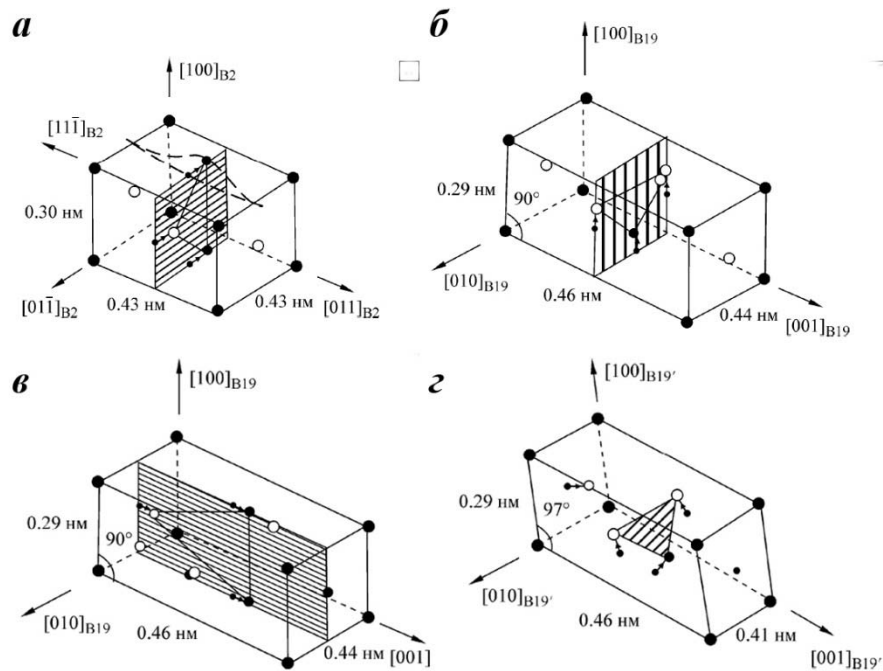 а
[100]B2
[111̄]B2
0.30 нм
[011̄]B2
0.43 нм
0.43 нм
[011]B2
б
[100]B19
0.29 нм
90°
[010]B19
0.46 нм
0.44 нм
[001]B19
в
[100]B19
0.29 нм
90°
[010]B19
0.46 нм
0.44 нм
[001]
г
[100]B19′
0.29 нм
97°
[010]B19′
0.46 нм
0.41 нм
[001]B19′